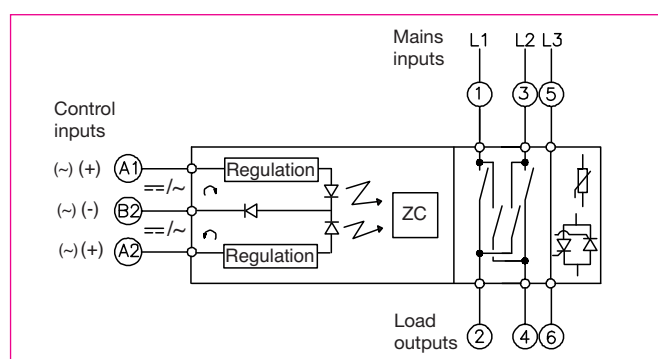 Mains inputs
L1 L2 L3
1 3 5
Control inputs
(~) (+) A1
Regulation
==/~
(~) (-) B2
ZC
==/~
(~) (+) A2
Regulation
Load outputs
2 4 6